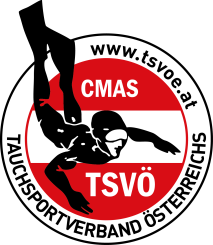 www.tsvoe.at
CMAS
TSVÖ
TAUCHSPORTVERBAND ÖSTERREICHS